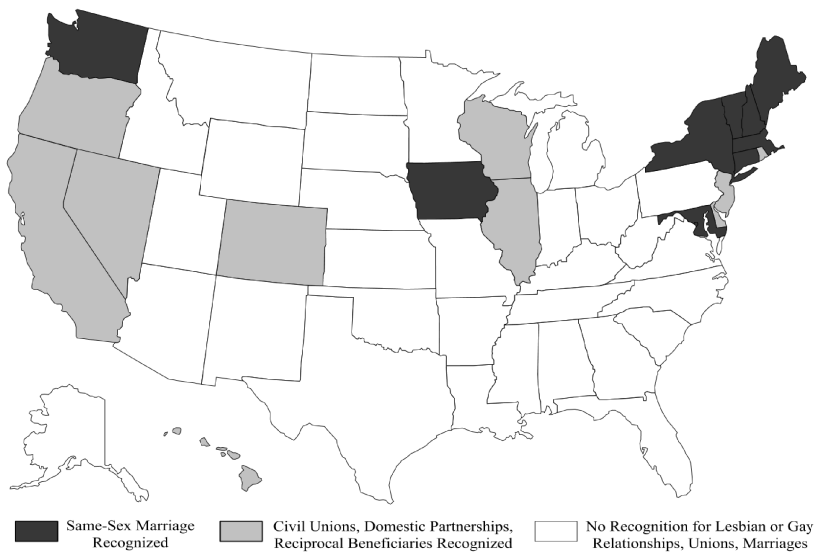 Same-Sex Marriage
Recognized
Civil Unions, Domestic Partnerships,
Reciprocal Beneficiaries Recognized
No Recognition for Lesbian or Gay
Relationships, Unions, Marriages